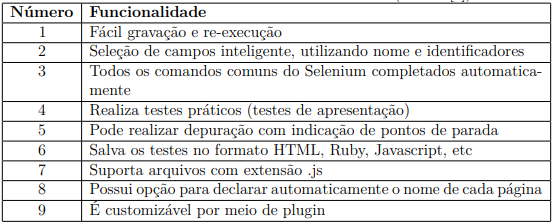 Número Funcionalidade
1 Fácil gravação e re-execução
2 Seleção de campos inteligente, utilizando nome e identificadores
3 Todos os comandos comuns do Selenium completados automatica-
mente
4 Realiza testes práticos (testes de apresentação)
5 Pode realizar depuração com indicação de pontos de parada
6 Salva os testes no formato HTML, Ruby, Javascript, etc
7 Suporta arquivos com extensão .js
8 Possui opção para declarar automaticamente o nome de cada página
9 É customizável por meio de plugin